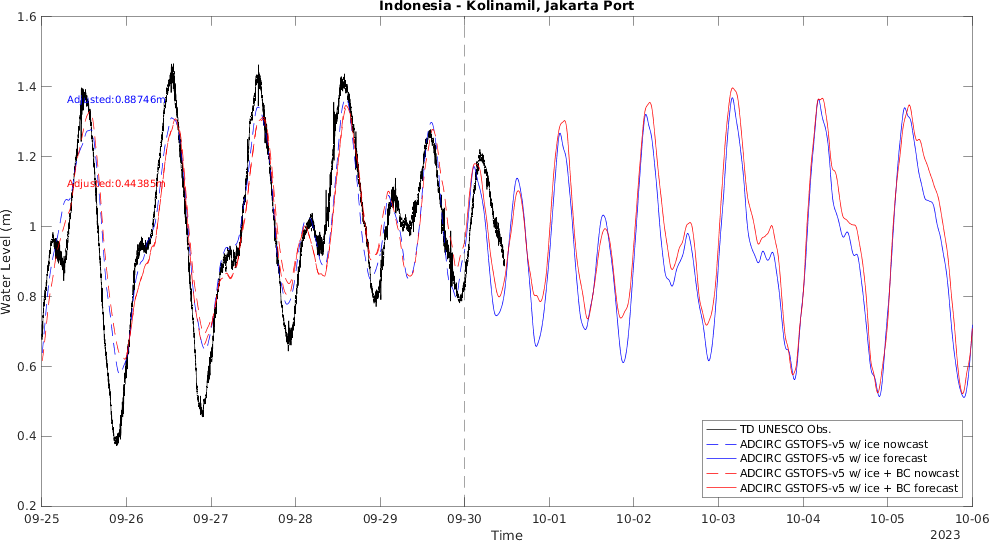 Indonesia - Kolinamil, Jakarta Port
1.6
1.4
1.2
1
0.8
0.6
0.4
0.2
Water Level (m)
Adjusted:0.88746m
Adjusted:0.44385m
TD UNESCO Obs.
ADCIRC GSTOFS-v5 w/ ice nowcast
ADCIRC GSTOFS-v5 w/ ice forecast
ADCIRC GSTOFS-v5 w/ ice + BC nowcast
ADCIRC GSTOFS-v5 w/ ice + BC forecast
09-25 09-26 09-27 09-28 09-29 09-30 10-01 10-02 10-03 10-04 10-05 10-06
Time
2023